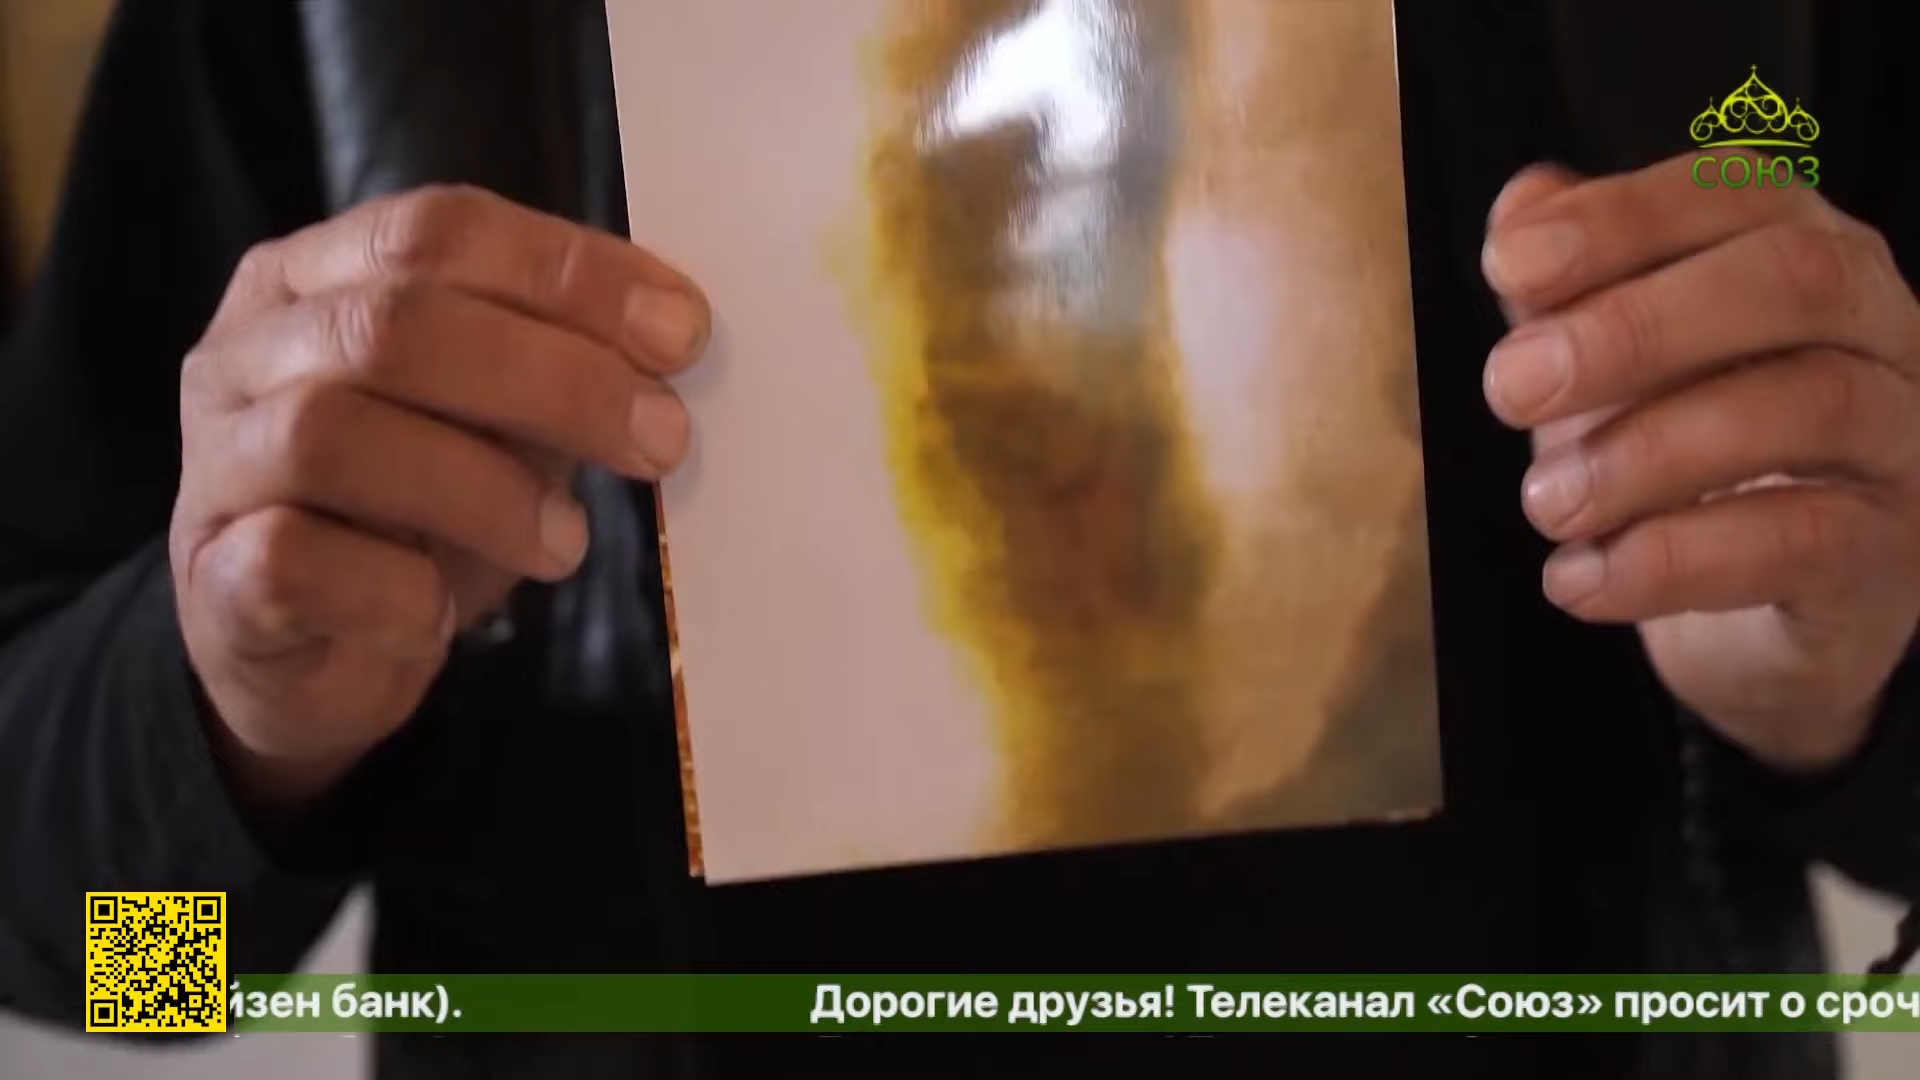 СОЮЗ
йзен банк).
Дорогие друзья! Телеканал «Союз» просит о сроч